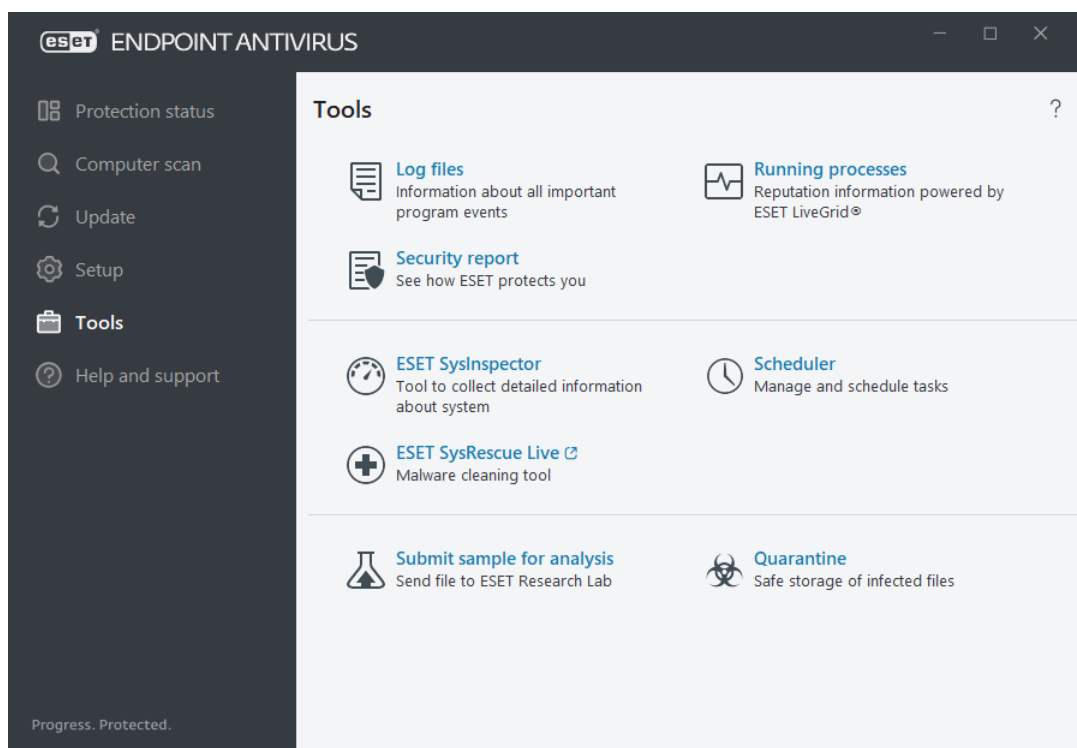 eset® ENDPOINT ANTIVIRUS
Protection status
Computer scan
Update
Setup
Tools
Help and support
Progress. Protected.
Tools
?
Log files
Information about all important
program events
Running processes
Reputation information powered by
ESET LiveGrid®
Security report
See how ESET protects you
ESET SysInspector
Tool to collect detailed information
about system
Scheduler
Manage and schedule tasks
ESET SysRescue Live
Malware cleaning tool
Submit sample for analysis
Send file to ESET Research Lab
Quarantine
Safe storage of infected files